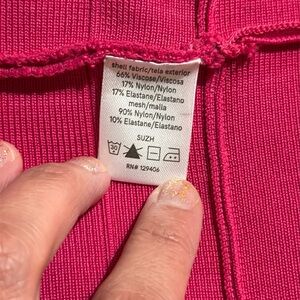 shell fabric/tela exterior
66% Viscose/Viscosa
17% Nylon/Nylon
17% Elastane/Elastano
mesh/malla
90% Nylon/Nylon
10% Elastane/Elastano
SUZH
30
RN# 129406